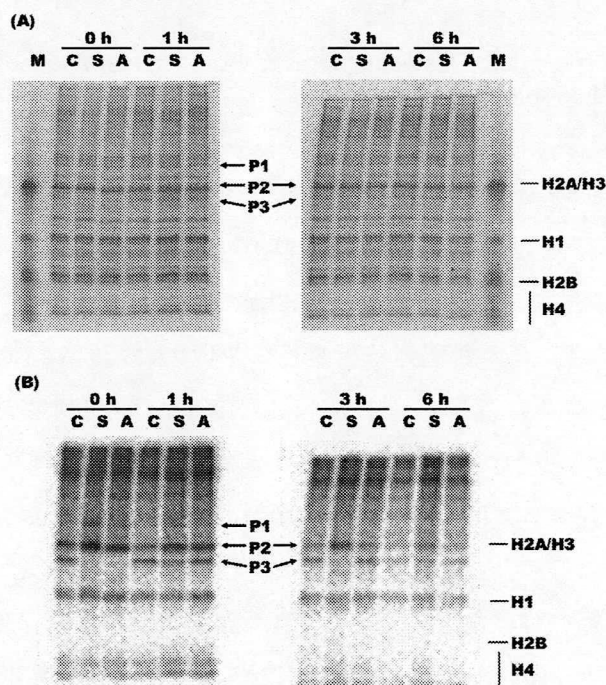 (A)
0 h 1 h 3 h 6 h
M C S A C S A C S A C S A M
P1
P2 H2A/H3
P3
H1
H2B
H4
(B)
0 h 1 h 3 h 6 h
C S A C S A C S A C S A
P1
P2 H2A/H3
P3
H1
H2B
H4